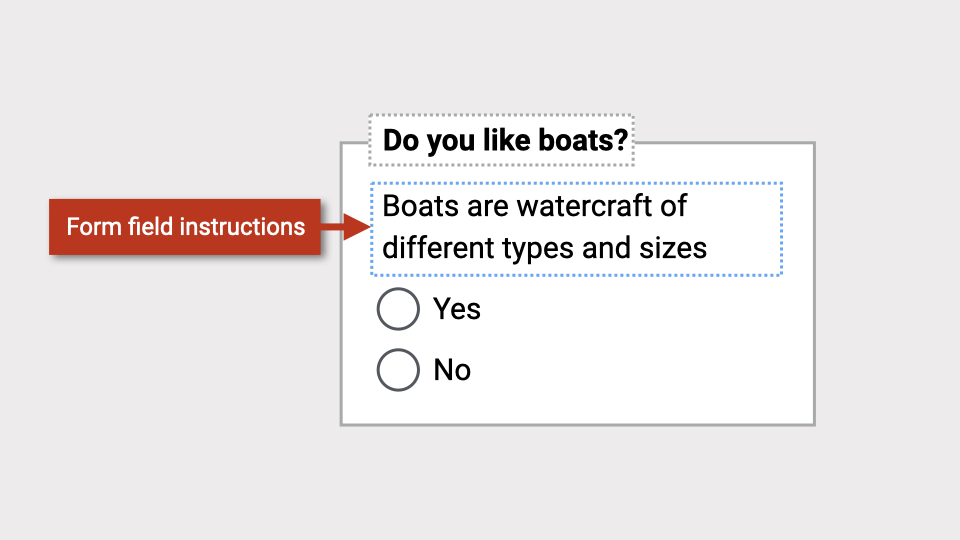 Do you like boats?
Form field instructions
Boats are watercraft of
different types and sizes
Yes
No